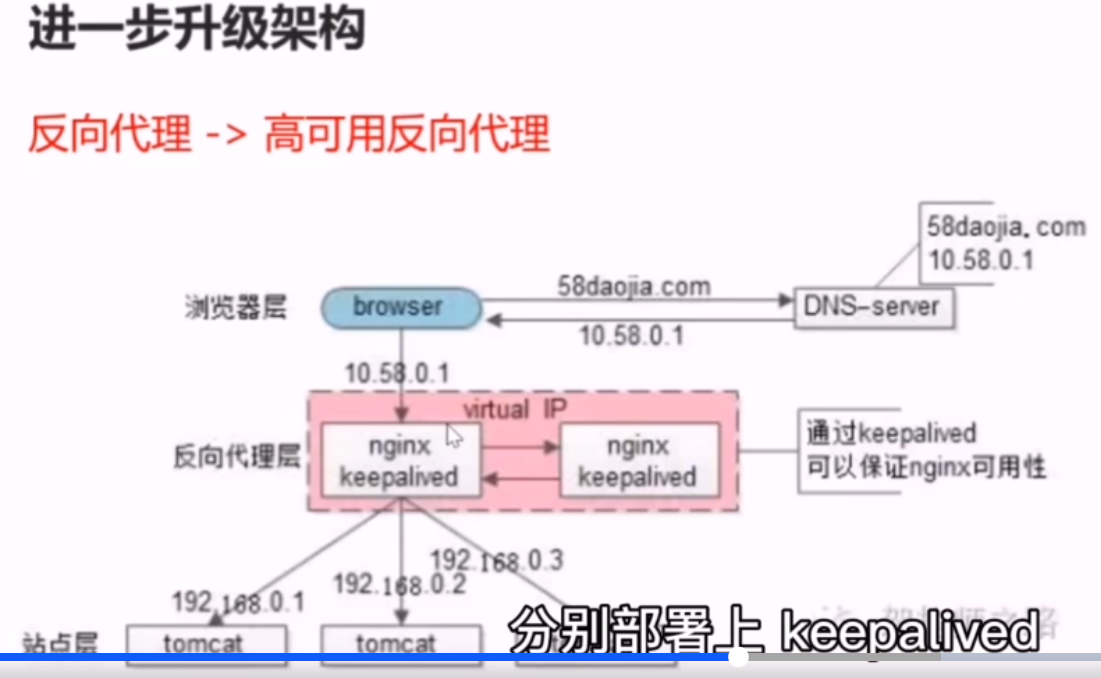 进一步升级架构
反向代理 -> 高可用反向代理
58daojia.com
10.58.0.1
浏览器层
browser
58daojia.com
10.58.0.1
DNS-server
10.58.0.1
virtual IP
反向代理层
nginx
keepalived
nginx
keepalived
通过keepalived
可以保证nginx可用性
192.168.0.1
192.168.0.2
192.168.0.3
站点层
tomcat
tomcat
分别部署上 keepalived